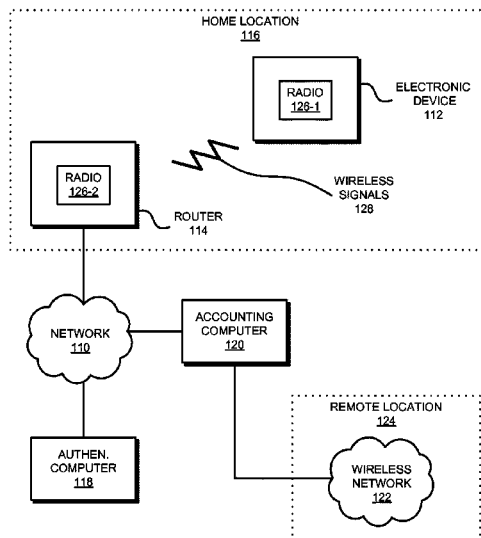 HOME LOCATION
116
RADIO
126-1
ELECTRONIC
DEVICE
112
RADIO
126-2
WIRELESS
SIGNALS
128
ROUTER
114
NETWORK
110
ACCOUNTING
COMPUTER
120
REMOTE LOCATION
124
AUTHEN.
COMPUTER
118
WIRELESS
NETWORK
122